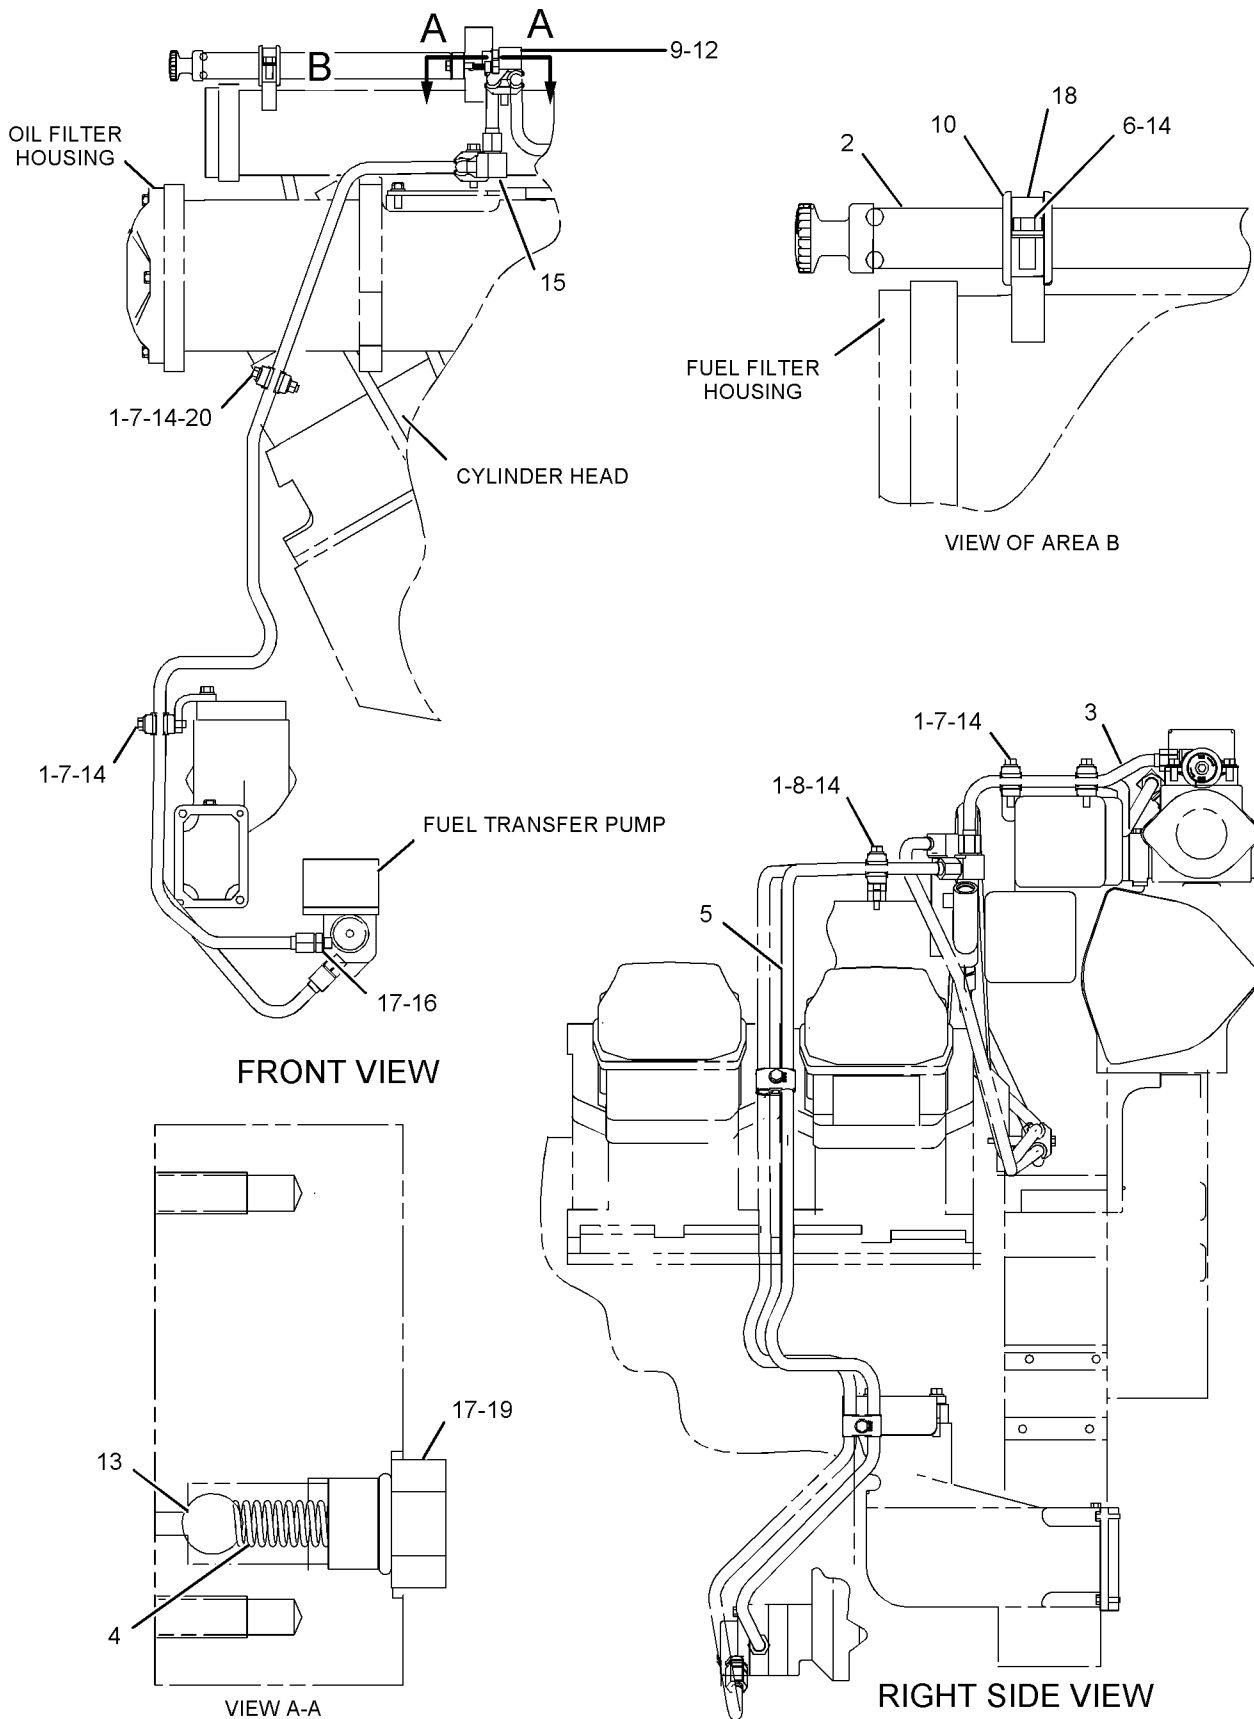 A
A
9-12
B
OIL FILTER
HOUSING
15
1-7-14-20
CYLINDER HEAD
1-7-14
FUEL TRANSFER PUMP
17-16
FRONT VIEW
18
10
6-14
2
FUEL FILTER
HOUSING
VIEW OF AREA B
3
1-7-14
1-8-14
5
RIGHT SIDE VIEW
17-19
13
4
VIEW A-A